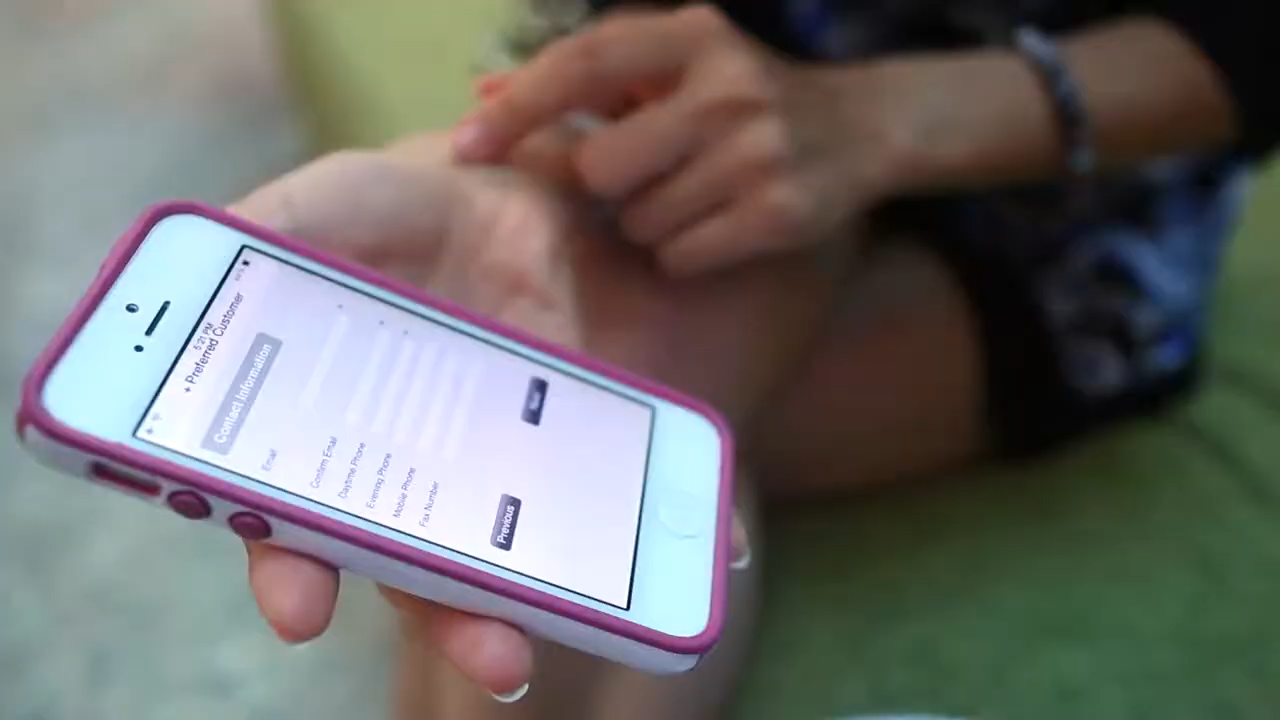 5:21 PM
+ Preferred Customer
Contact Information
Email
Confirm Email
Daytime Phone
Evening Phone
Mobile Phone
Fax Number
Previous